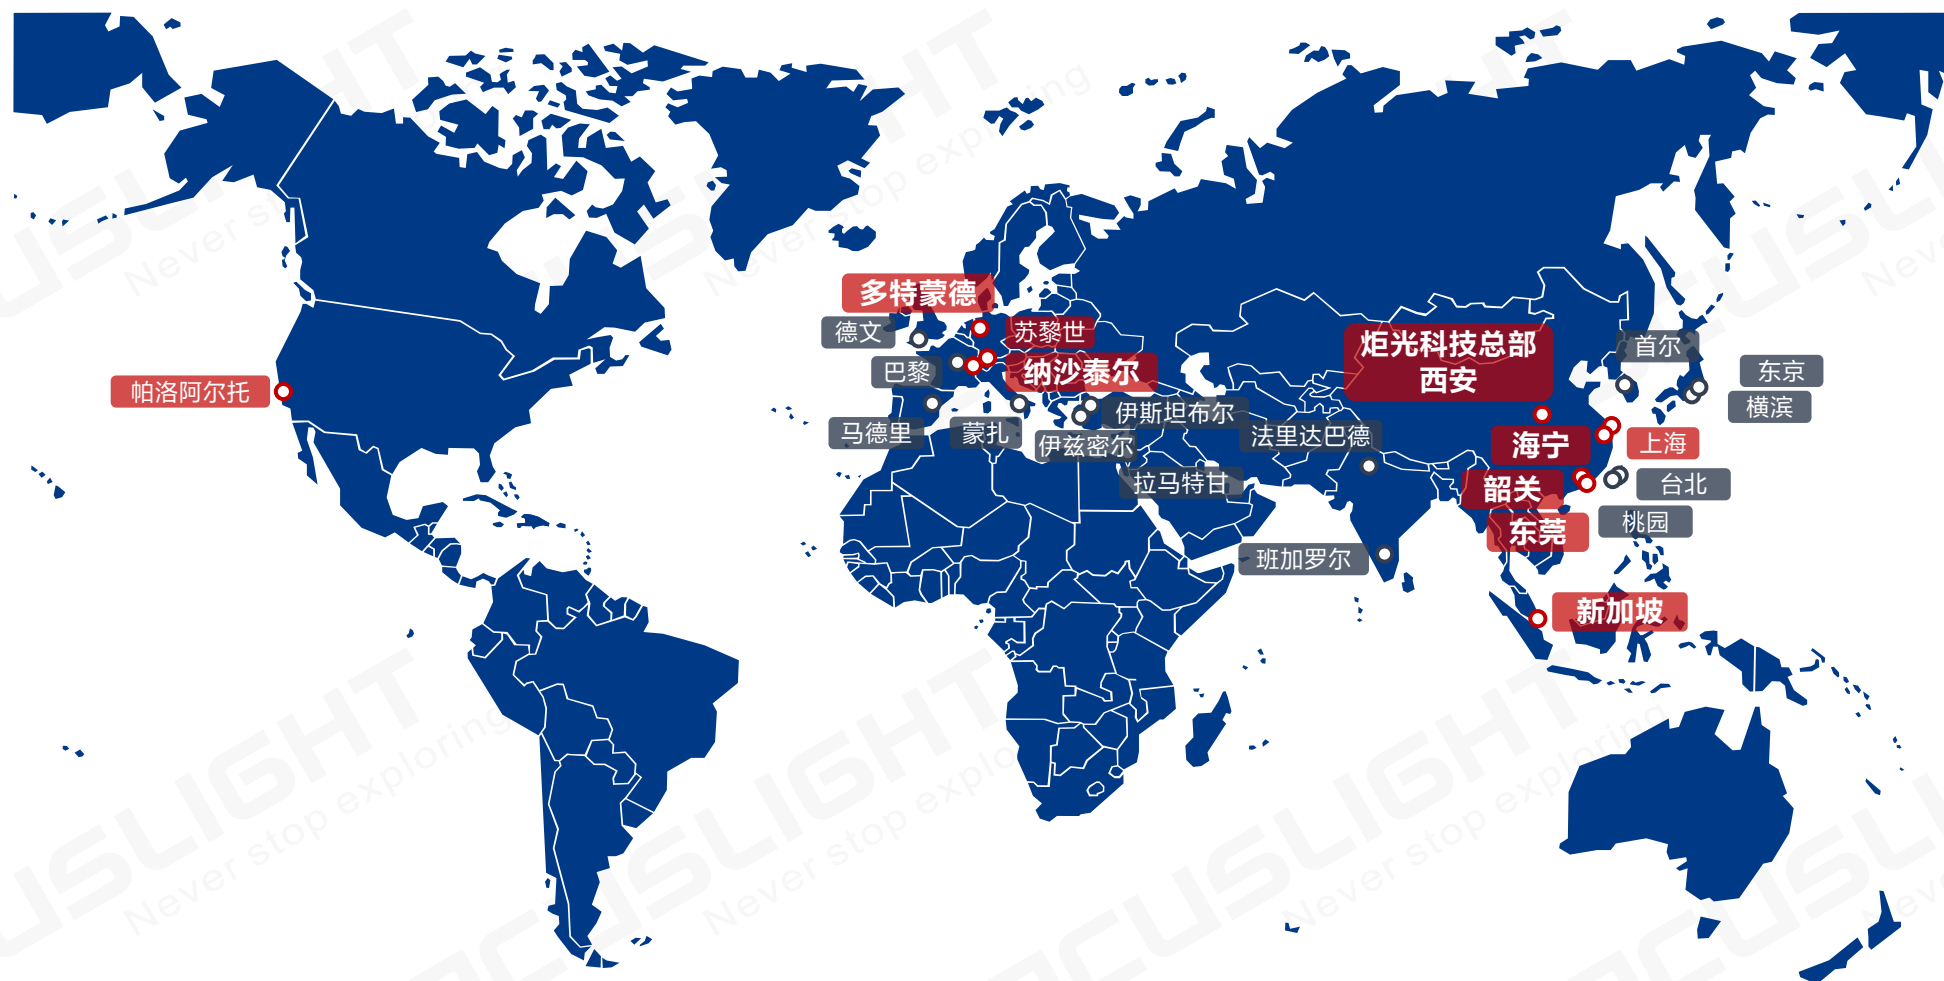 多特蒙德
德文
苏黎世
巴黎
纳沙泰尔
帕洛阿尔托
马德里
蒙扎
伊斯坦布尔
伊兹密尔
法里达巴德
拉马特甘
班加罗尔
炬光科技总部
西安
首尔
东京
横滨
海宁
上海
韶关
台北
东莞
桃园
新加坡
FOCUSLIGHT
Never stop exploring